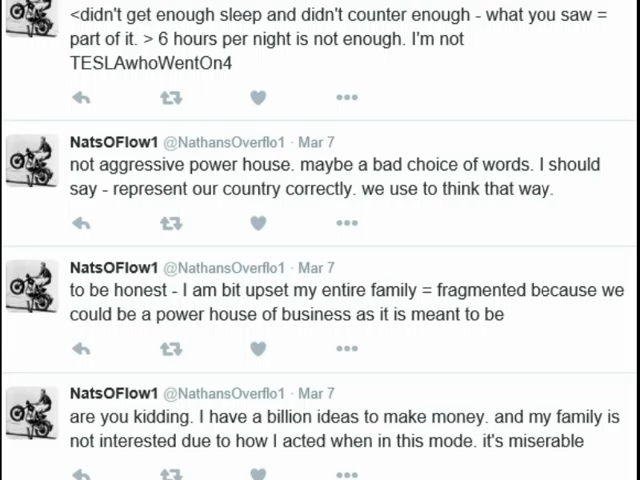 <didn't get enough sleep and didn't counter enough - what you saw =
part of it. > 6 hours per night is not enough. I'm not
TESLAwhoWentOn4
NatsOFlow1 @NathansOverflo1 · Mar 7
not aggressive power house. maybe a bad choice of words. I should
say - represent our country correctly. we use to think that way.
NatsOFlow1 @NathansOverflo1 · Mar 7
to be honest - I am bit upset my entire family = fragmented because we
could be a power house of business as it is meant to be
NatsOFlow1 @NathansOverflo1 · Mar 7
are you kidding. I have a billion ideas to make money. and my family is
not interested due to how I acted when in this mode. it's miserable